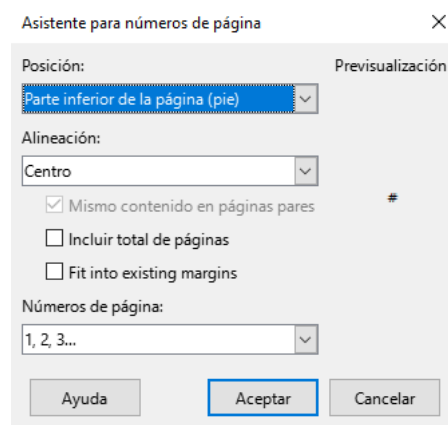 Asistente para números de página
Posición:
Previsualización
Parte inferior de la página (pie)
Alineación:
Centro
Mismo contenido en páginas pares
#
Incluir total de páginas
Fit into existing margins
Números de página:
1, 2, 3...
Ayuda
Aceptar
Cancelar